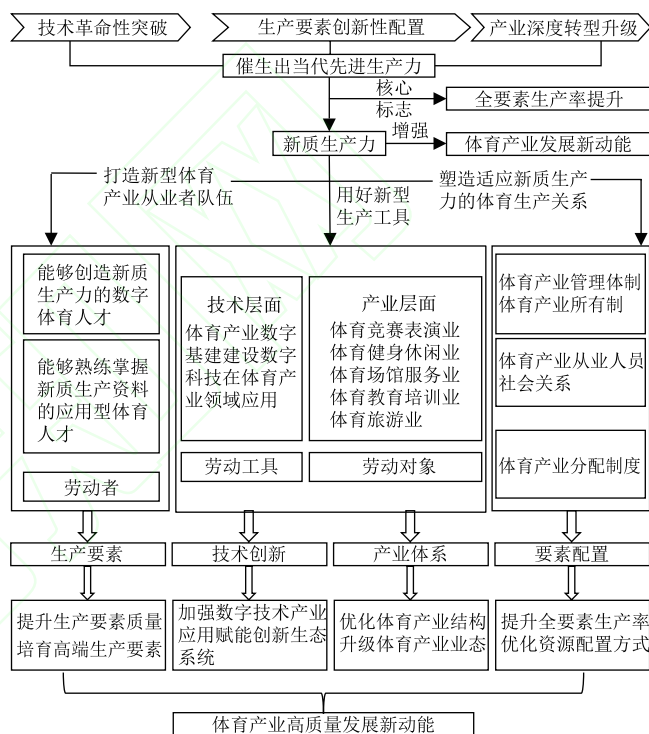 技术革命性突破
生产要素创新性配置
产业深度转型升级
催生出当代先进生产力
核心
标志
全要素生产率提升
新质生产力
增强
体育产业发展新动能
打造新型体育
产业从业者队伍
用好新型
生产工具
塑造适应新质生产
力的体育生产关系
能够创造新质
生产力的数字
体育人才
能够熟练掌握
新质生产资料
的应用型体育
人才
劳动者
技术层面
体育产业数字
基建建设数字
科技在体育产
业领域应用
劳动工具
产业层面
体育竞赛表演业
体育健身休闲业
体育场馆服务业
体育教育培训业
体育旅游业
劳动对象
体育产业管理体制
体育产业所有制
体育产业从业人员
社会关系
体育产业分配制度
生产要素
技术创新
产业体系
要素配置
提升生产要素质量
培育高端生产要素
加强数字技术产业
应用赋能创新生态
系统
优化体育产业结构
升级体育产业业态
提升全要素生产率
优化资源配置方式
体育产业高质量发展新动能